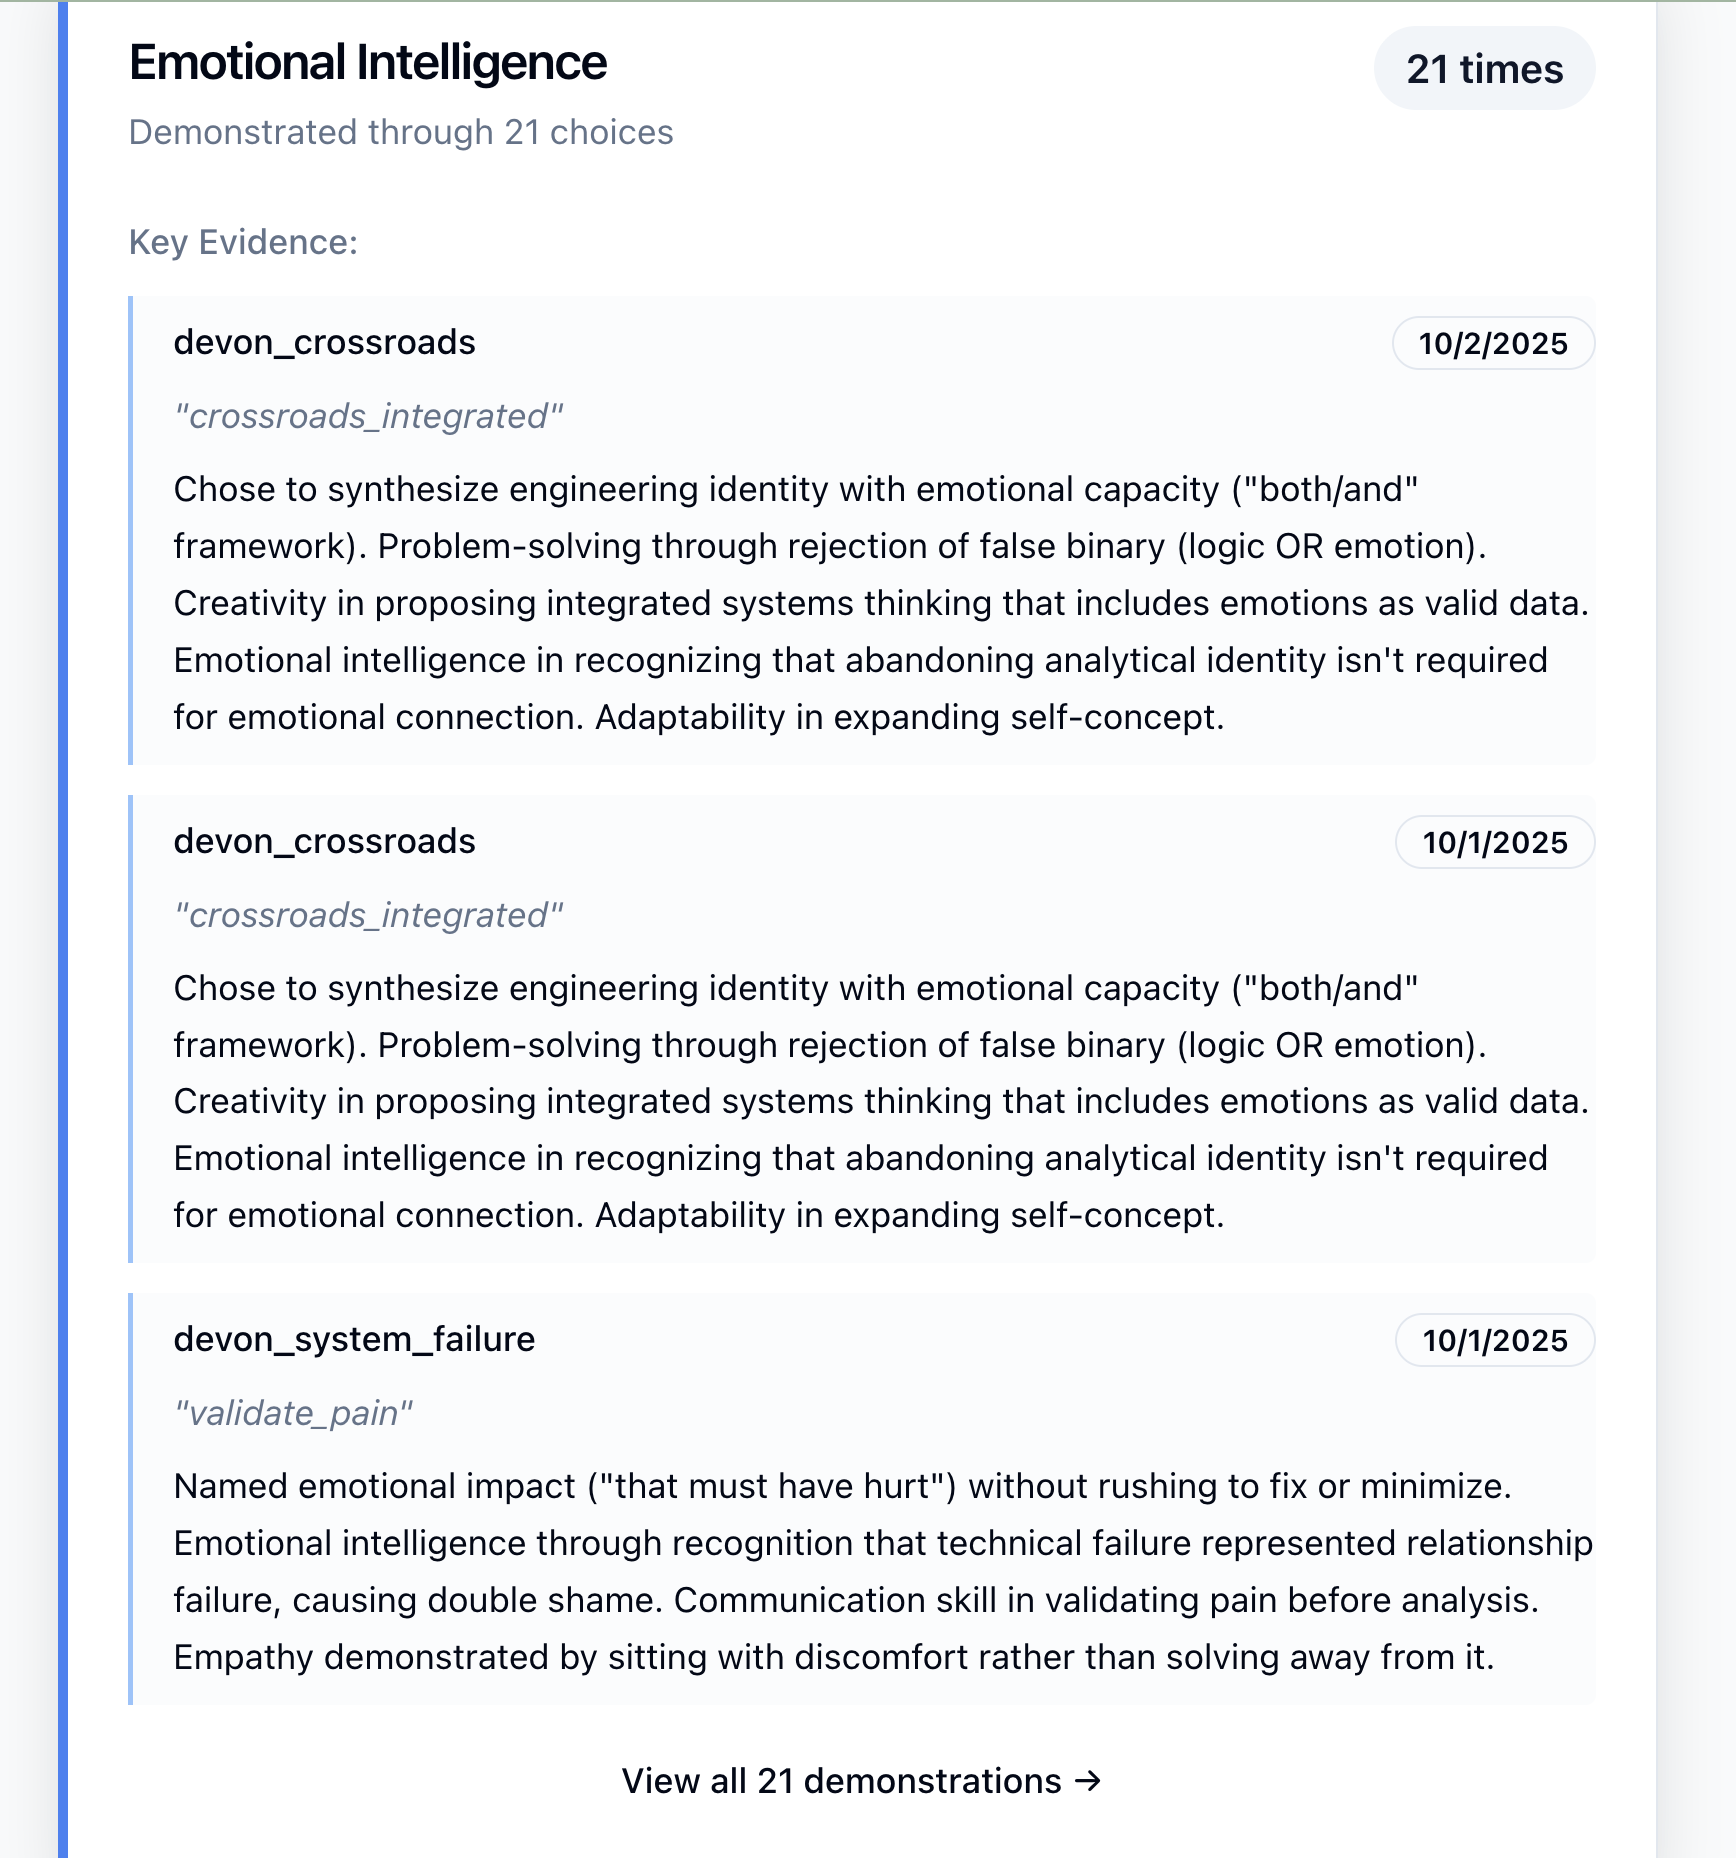 Emotional Intelligence
21 times
Demonstrated through 21 choices
Key Evidence:
devon_crossroads
10/2/2025
"crossroads_integrated"
Chose to synthesize engineering identity with emotional capacity ("both/and"
framework). Problem-solving through rejection of false binary (logic OR emotion).
Creativity in proposing integrated systems thinking that includes emotions as valid data.
Emotional intelligence in recognizing that abandoning analytical identity isn't required
for emotional connection. Adaptability in expanding self-concept.
devon_crossroads
10/1/2025
"crossroads_integrated"
Chose to synthesize engineering identity with emotional capacity ("both/and"
framework). Problem-solving through rejection of false binary (logic OR emotion).
Creativity in proposing integrated systems thinking that includes emotions as valid data.
Emotional intelligence in recognizing that abandoning analytical identity isn't required
for emotional connection. Adaptability in expanding self-concept.
devon_system_failure
10/1/2025
"validate_pain"
Named emotional impact ("that must have hurt") without rushing to fix or minimize.
Emotional intelligence through recognition that technical failure represented relationship
failure, causing double shame. Communication skill in validating pain before analysis.
Empathy demonstrated by sitting with discomfort rather than solving away from it.
View all 21 demonstrations →